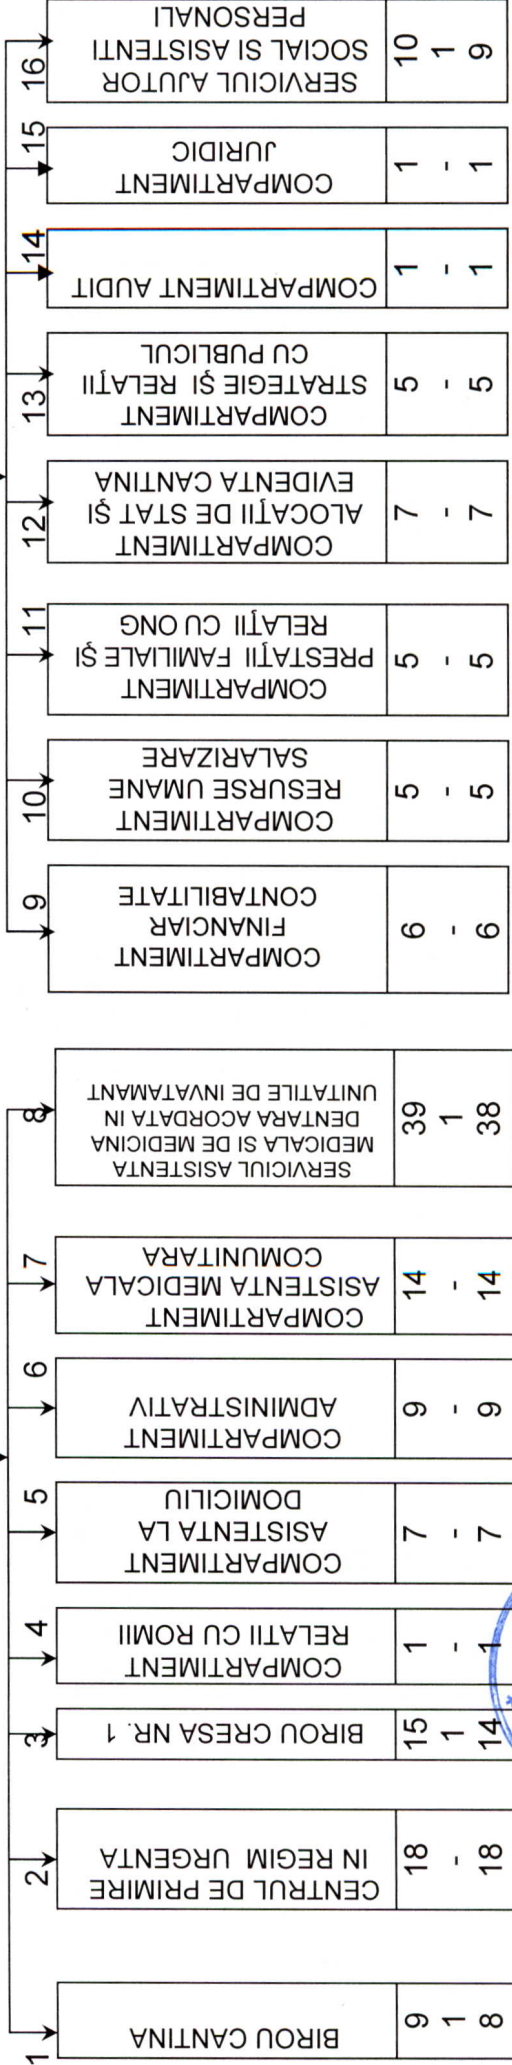 1
BIROU CANTINA
9
1
8
2
CENTRUL DE PRIMIRE
IN REGIM URGENTA
18
-
18
3
BIROU CRESA NR. 1
15
1
14
4
COMPARTIMENT
RELATII CU ROMII
1
-
1
5
COMPARTIMENT
ASISTENTA LA
DOMICILIU
7
-
7
6
COMPARTIMENT
ADMINISTRATIV
9
-
9
7
COMPARTIMENT
ASISTENTA MEDICALA
COMUNITARA
14
-
14
8
SERVICIUL ASISTENTA
MEDICALA SI DE MEDICINA
DENTARA ACORDATA IN
UNITATILE DE INVATAMANT
39
1
38
9
COMPARTIMENT
FINANCIAR
CONTABILITATE
6
-
6
10
COMPARTIMENT
RESURSE UMANE
SALARIZARE
5
-
5
11
COMPARTIMENT
PRESTAŢII FAMILIALE ŞI
RELAŢII CU ONG
5
-
5
12
COMPARTIMENT
ALOCAŢII DE STAT ŞI
EVIDENTA CANTINA
7
-
7
13
COMPARTIMENT
STRATEGIE ŞI RELAŢII
CU PUBLICUL
5
-
5
14
COMPARTIMENT AUDIT
1
-
1
15
COMPARTIMENT
JURIDIC
1
-
1
16
SERVICIUL AJUTOR
SOCIAL SI ASISTENTI
PERSONALI
10
1
9